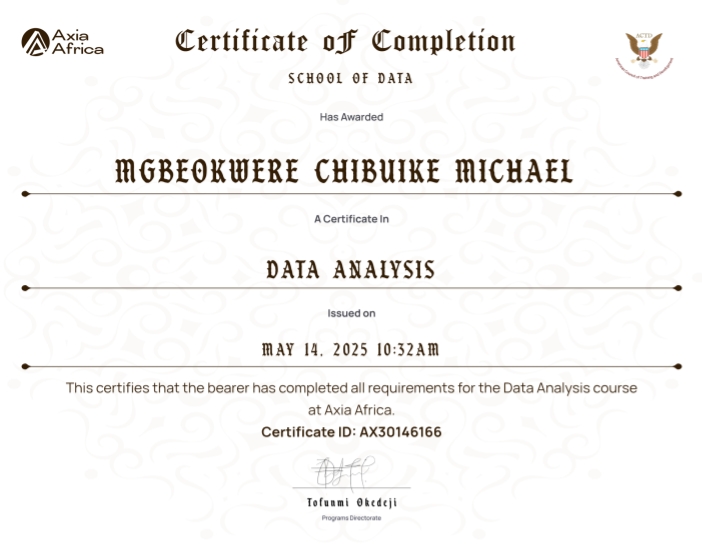 Axia
Africa
Certificate of Completion
ACTD
SCHOOL OF DATA
Has Awarded
MGBEOKWERE CHIBUIKE MICHAEL
A Certificate In
DATA ANALYSIS
Issued on
MAY 14, 2025 10:32AM
This certifies that the bearer has completed all requirements for the Data Analysis course
at Axia Africa.
Certificate ID: AX30146166
Tofunmi Okedeji
Programs Directorate